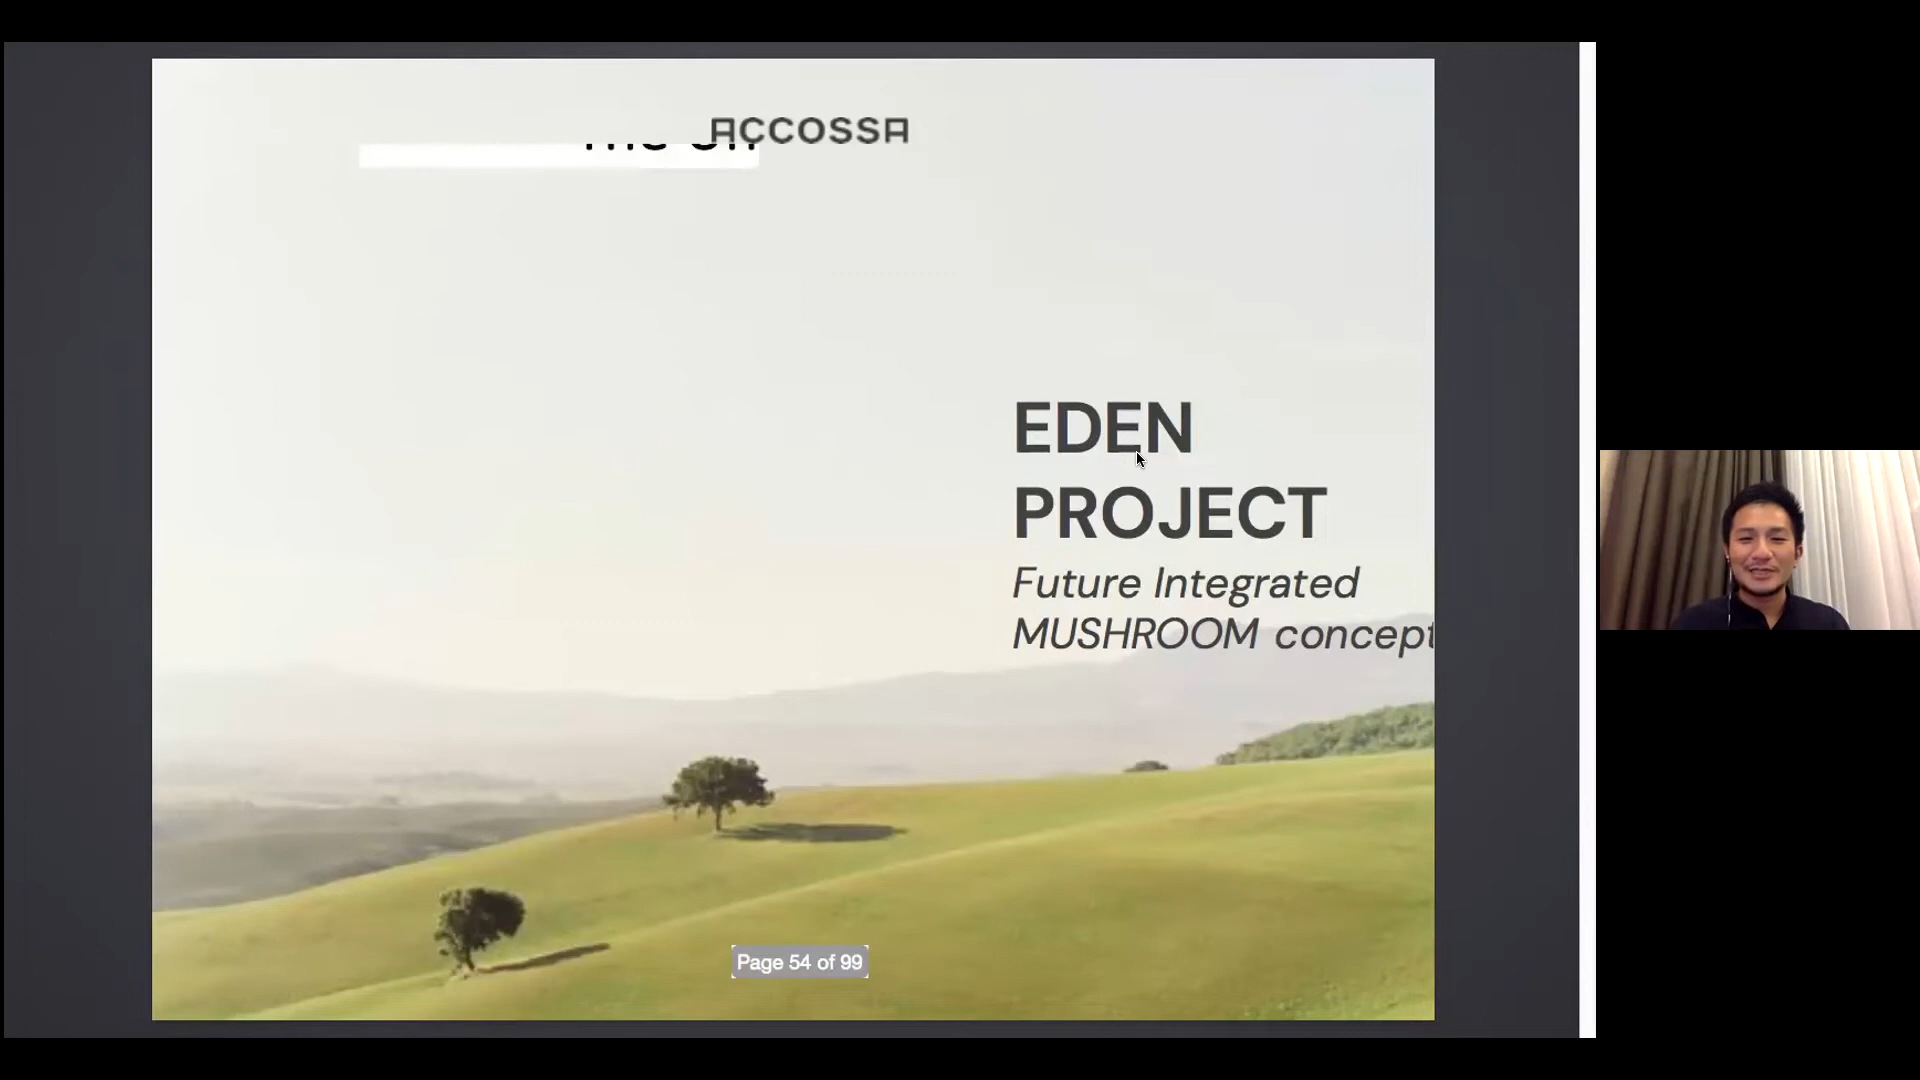 ACCOSSA
EDEN
PROJECT
Future Integrated
MUSHROOM concept
Page 54 of 99